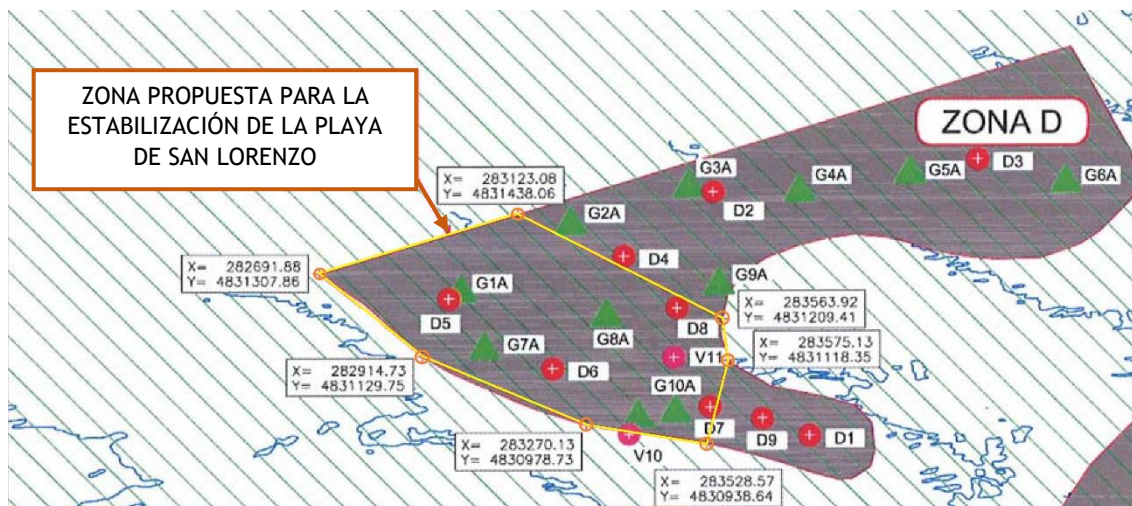 ZONA PROPUESTA PARA LA
ESTABILIZACIÓN DE LA PLAYA
DE SAN LORENZO
ZONA D
X= 283123.08
Y= 4831438.06
G3A
D2
G4A
G5A
D3
G6A
G2A
D4
G9A
X= 282691.88
Y= 4831307.86
G1A
D5
G8A
D8
X= 283563.92
Y= 4831209.41
G7A
D6
V11
X= 283575.13
Y= 4831118.35
X= 282914.73
Y= 4831129.75
G10A
D7
D9
D1
V10
X= 283270.13
Y= 4830978.73
X= 283528.57
Y= 4830938.64